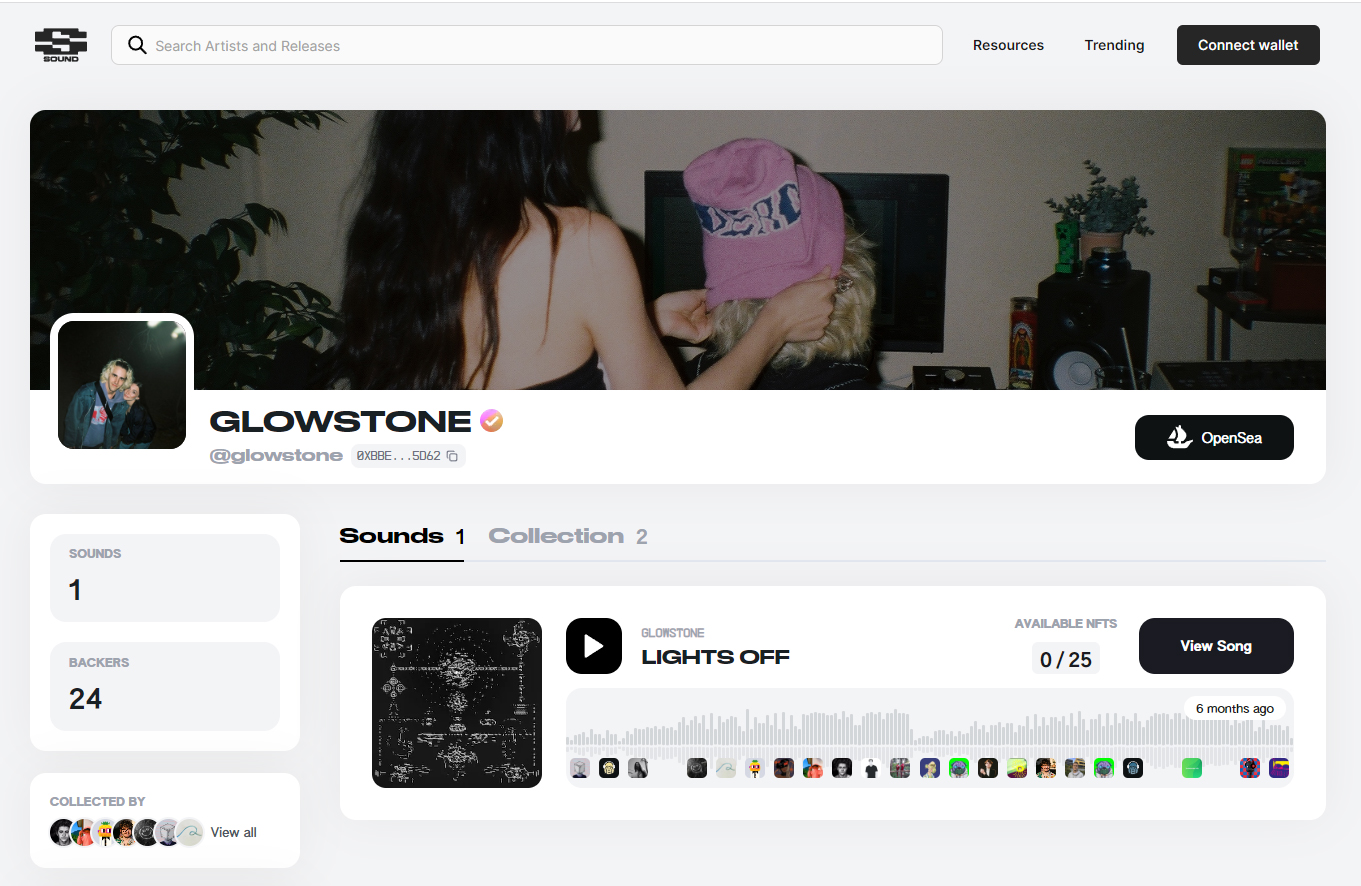 SOUND
Search Artists and Releases
Resources
Trending
Connect wallet
GLOWSTONE
@glowstone
0XBBE...5D62
OpenSea
SOUNDS
1
BACKERS
24
COLLECTED BY
View all
Sounds 1
Collection 2
GLOWSTONE
LIGHTS OFF
AVAILABLE NFTS
0 / 25
View Song
6 months ago